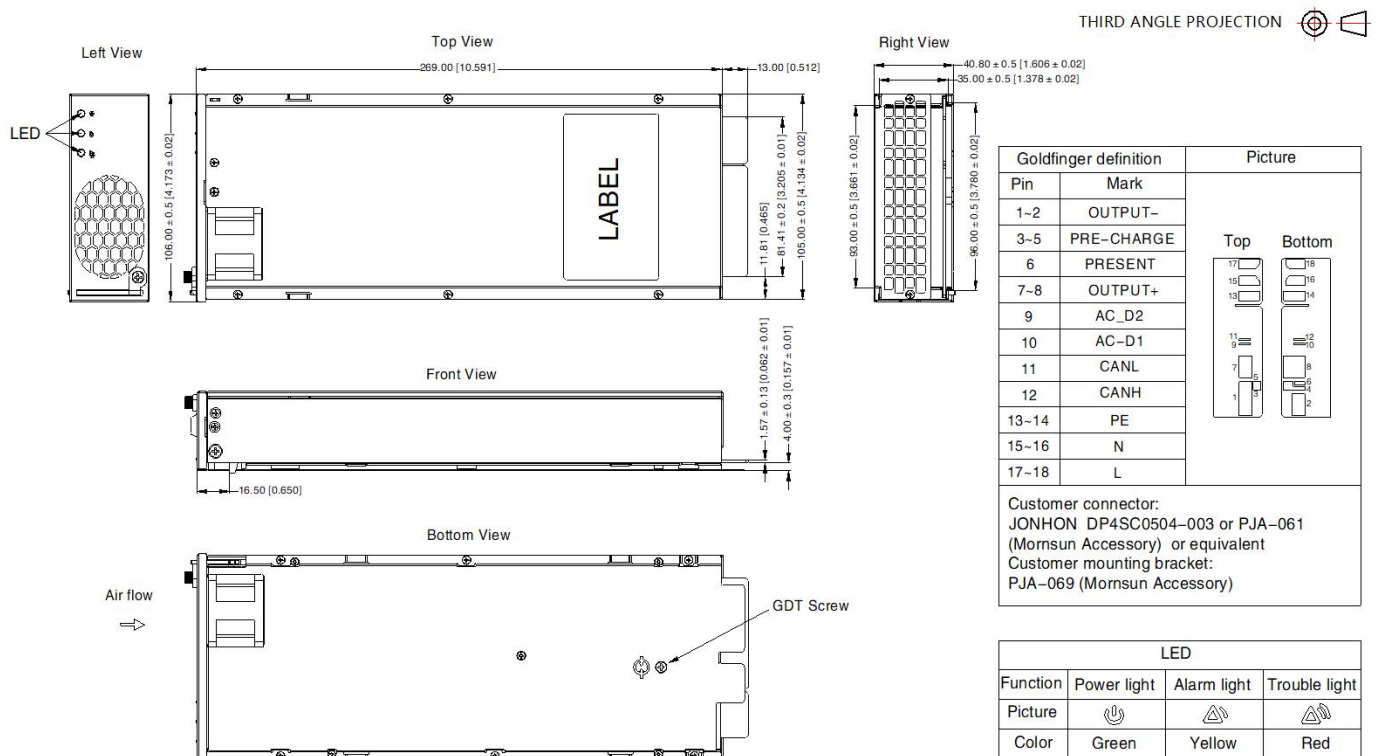 THIRD ANGLE PROJECTION
Left View
Top View
Right View
269.00 [10.591]
13.00 [0.512]
40.80 ± 0.5 [1.606 ± 0.02]
35.00 ± 0.5 [1.378 ± 0.02]
LED
106.00 ± 0.5 [4.173 ± 0.02]
LABEL
11.81 [0.465]
81.41 ± 0.2 [3.205 ± 0.01]
105.00 ± 0.5 [4.134 ± 0.02]
93.00 ± 0.5 [3.661 ± 0.02]
96.00 ± 0.5 [3.780 ± 0.02]
Front View
1.57 ± 0.13 [0.062 ± 0.01]
4.00 ± 0.3 [0.157 ± 0.01]
16.50 [0.650]
Bottom View
Air flow
GDT Screw
Goldfinger definition Picture
Pin Mark
1~2 OUTPUT−
3~5 PRE−CHARGE
6 PRESENT
7~8 OUTPUT+
9 AC_D2
10 AC−D1
11 CANL
12 CANH
13~14 PE
15~16 N
17~18 L
Top Bottom
17 18
15 16
13 14
11 12
9 10
7 8
5 6
3 4
1 2
Customer connector:
JONHON DP4SC0504−003 or PJA−061
(Mornsun Accessory) or equivalent
Customer mounting bracket:
PJA−069 (Mornsun Accessory)
LED
Function Power light Alarm light Trouble light
Picture
Color Green Yellow Red